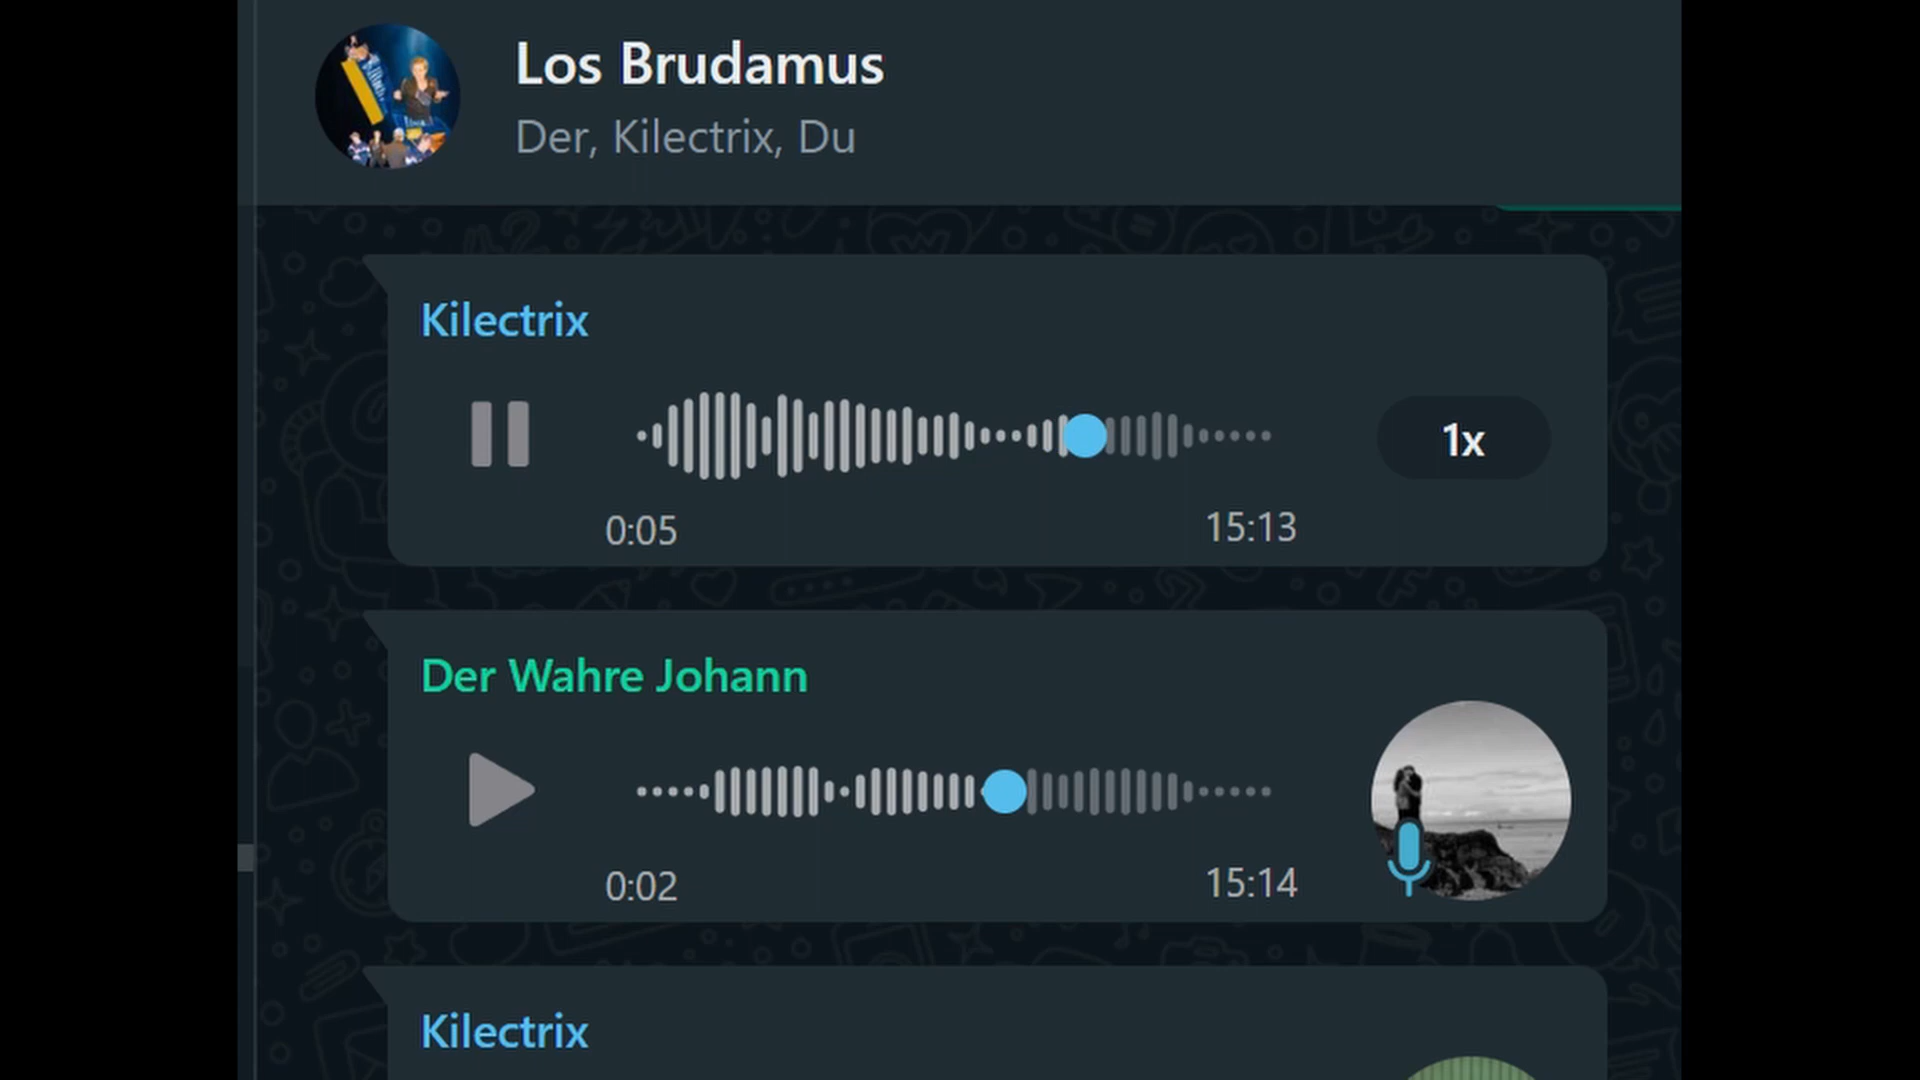 Los Brudamus
Der, Kilectrix, Du
Kilectrix
1x
0:05
15:13
Der Wahre Johann
0:02
15:14
Kilectrix